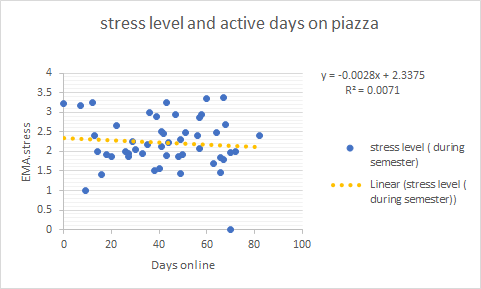 stress level and active days on piazza
y = -0.0028x + 2.3375
R² = 0.0071
4
3.5
3
2.5
2
1.5
1
0.5
0
EMA.stress
0 20 40 60 80 100
Days online
stress level ( during
semester)
Linear (stress level (
during semester))